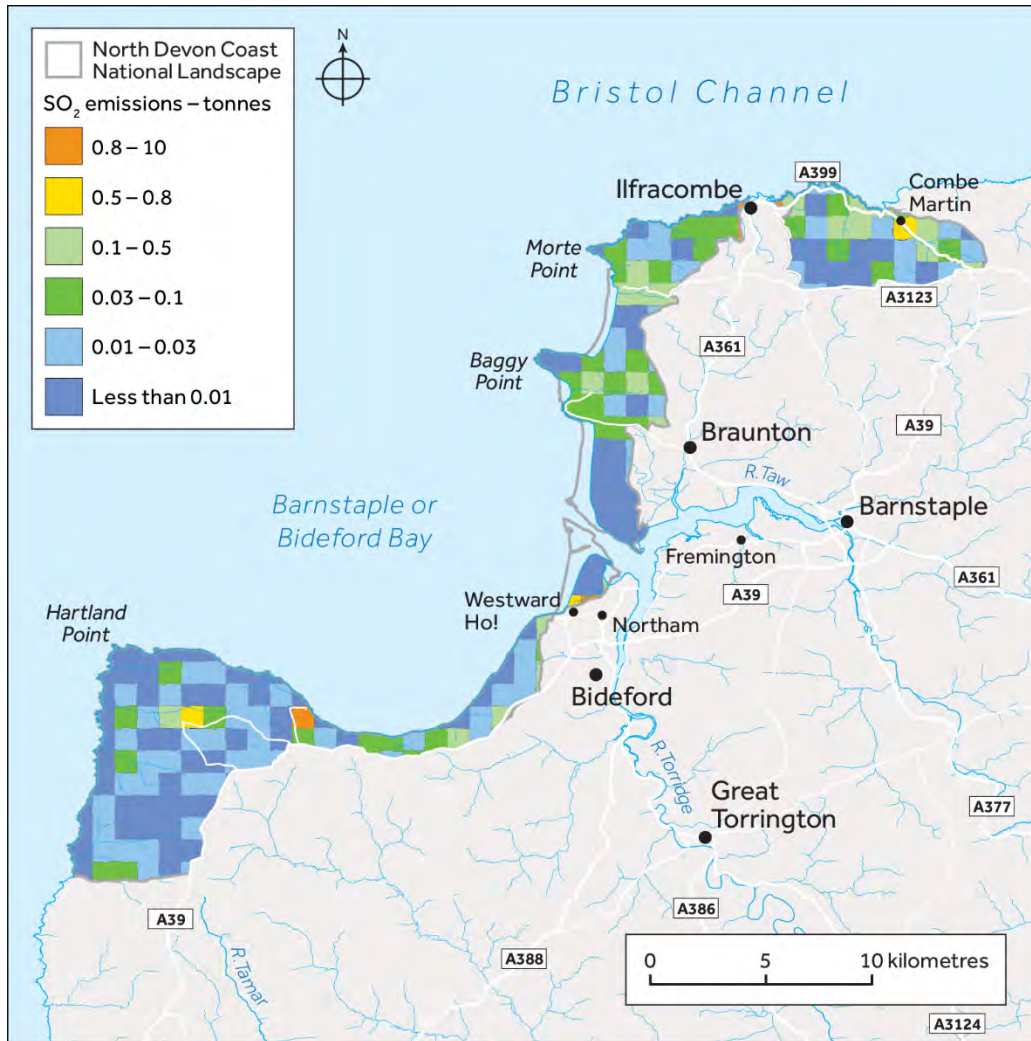 North Devon Coast
National Landscape
SO₂ emissions – tonnes
0.8 – 10
0.5 – 0.8
0.1 – 0.5
0.03 – 0.1
0.01 – 0.03
Less than 0.01
N
Bristol Channel
A399
Combe
Martin
Ilfracombe
Morte
Point
A3123
A361
Baggy
Point
A39
Braunton
R.Taw
Barnstaple or
Bideford Bay
Barnstaple
Fremington
A361
A39
Hartland
Point
Westward
Ho!
Northam
Bideford
R.Torridge
Great
Torrington
A377
A386
A39
R.Tamar
A388
0 5 10 kilometres
A3124